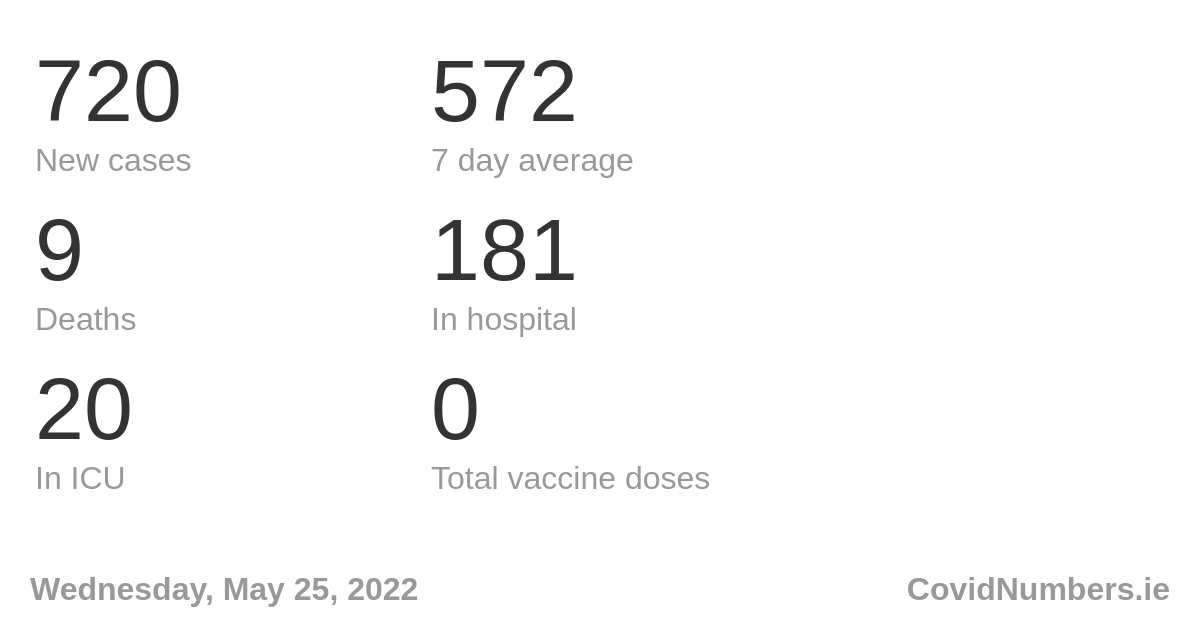 720
New cases
572
7 day average
9
Deaths
181
In hospital
20
In ICU
0
Total vaccine doses
Wednesday, May 25, 2022
CovidNumbers.ie